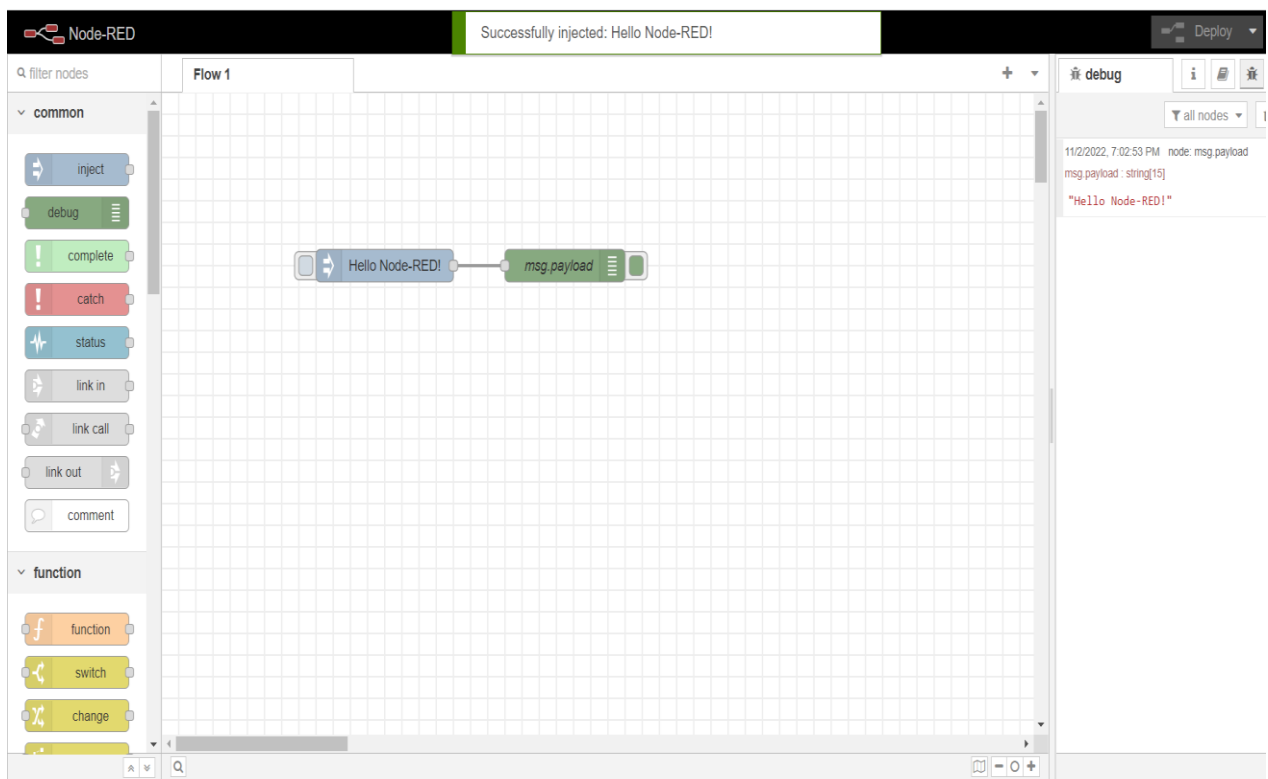 Node-RED
Successfully injected: Hello Node-RED!
Deploy
filter nodes
Flow 1
debug
i
common
all nodes
inject
debug
complete
catch
status
link in
link call
link out
comment
function
function
switch
change
Hello Node-RED!
msg.payload
11/2/2022, 7:02:53 PM node: msg.payload
msg.payload : string[15]
"Hello Node-RED!"